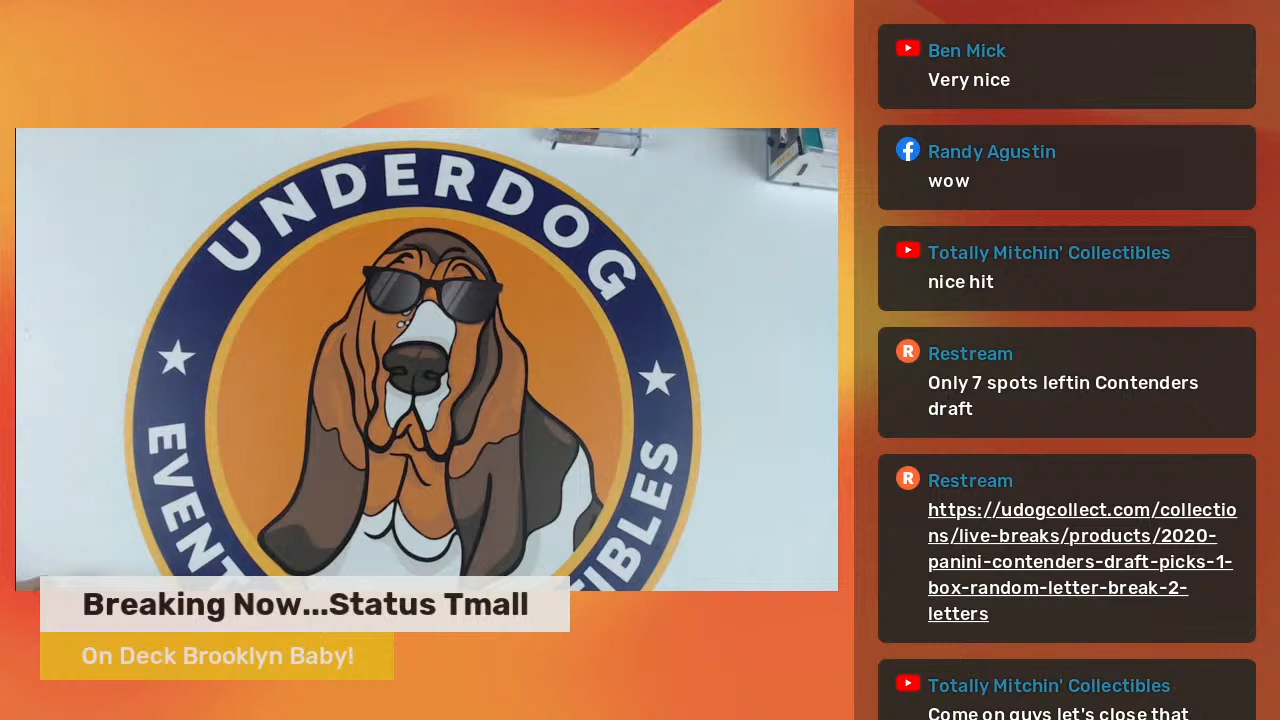 UNDERDOG
EVENT
IBLES
Breaking Now...Status Tmall
On Deck Brooklyn Baby!
Ben Mick
Very nice
Randy Agustin
wow
Totally Mitchin' Collectibles
nice hit
R Restream
Only 7 spots leftin Contenders
draft
R Restream
https://udogcollect.com/collectio
ns/live-breaks/products/2020-
panini-contenders-draft-picks-1-
box-random-letter-break-2-
letters
Totally Mitchin' Collectibles
Come on guys let's close that